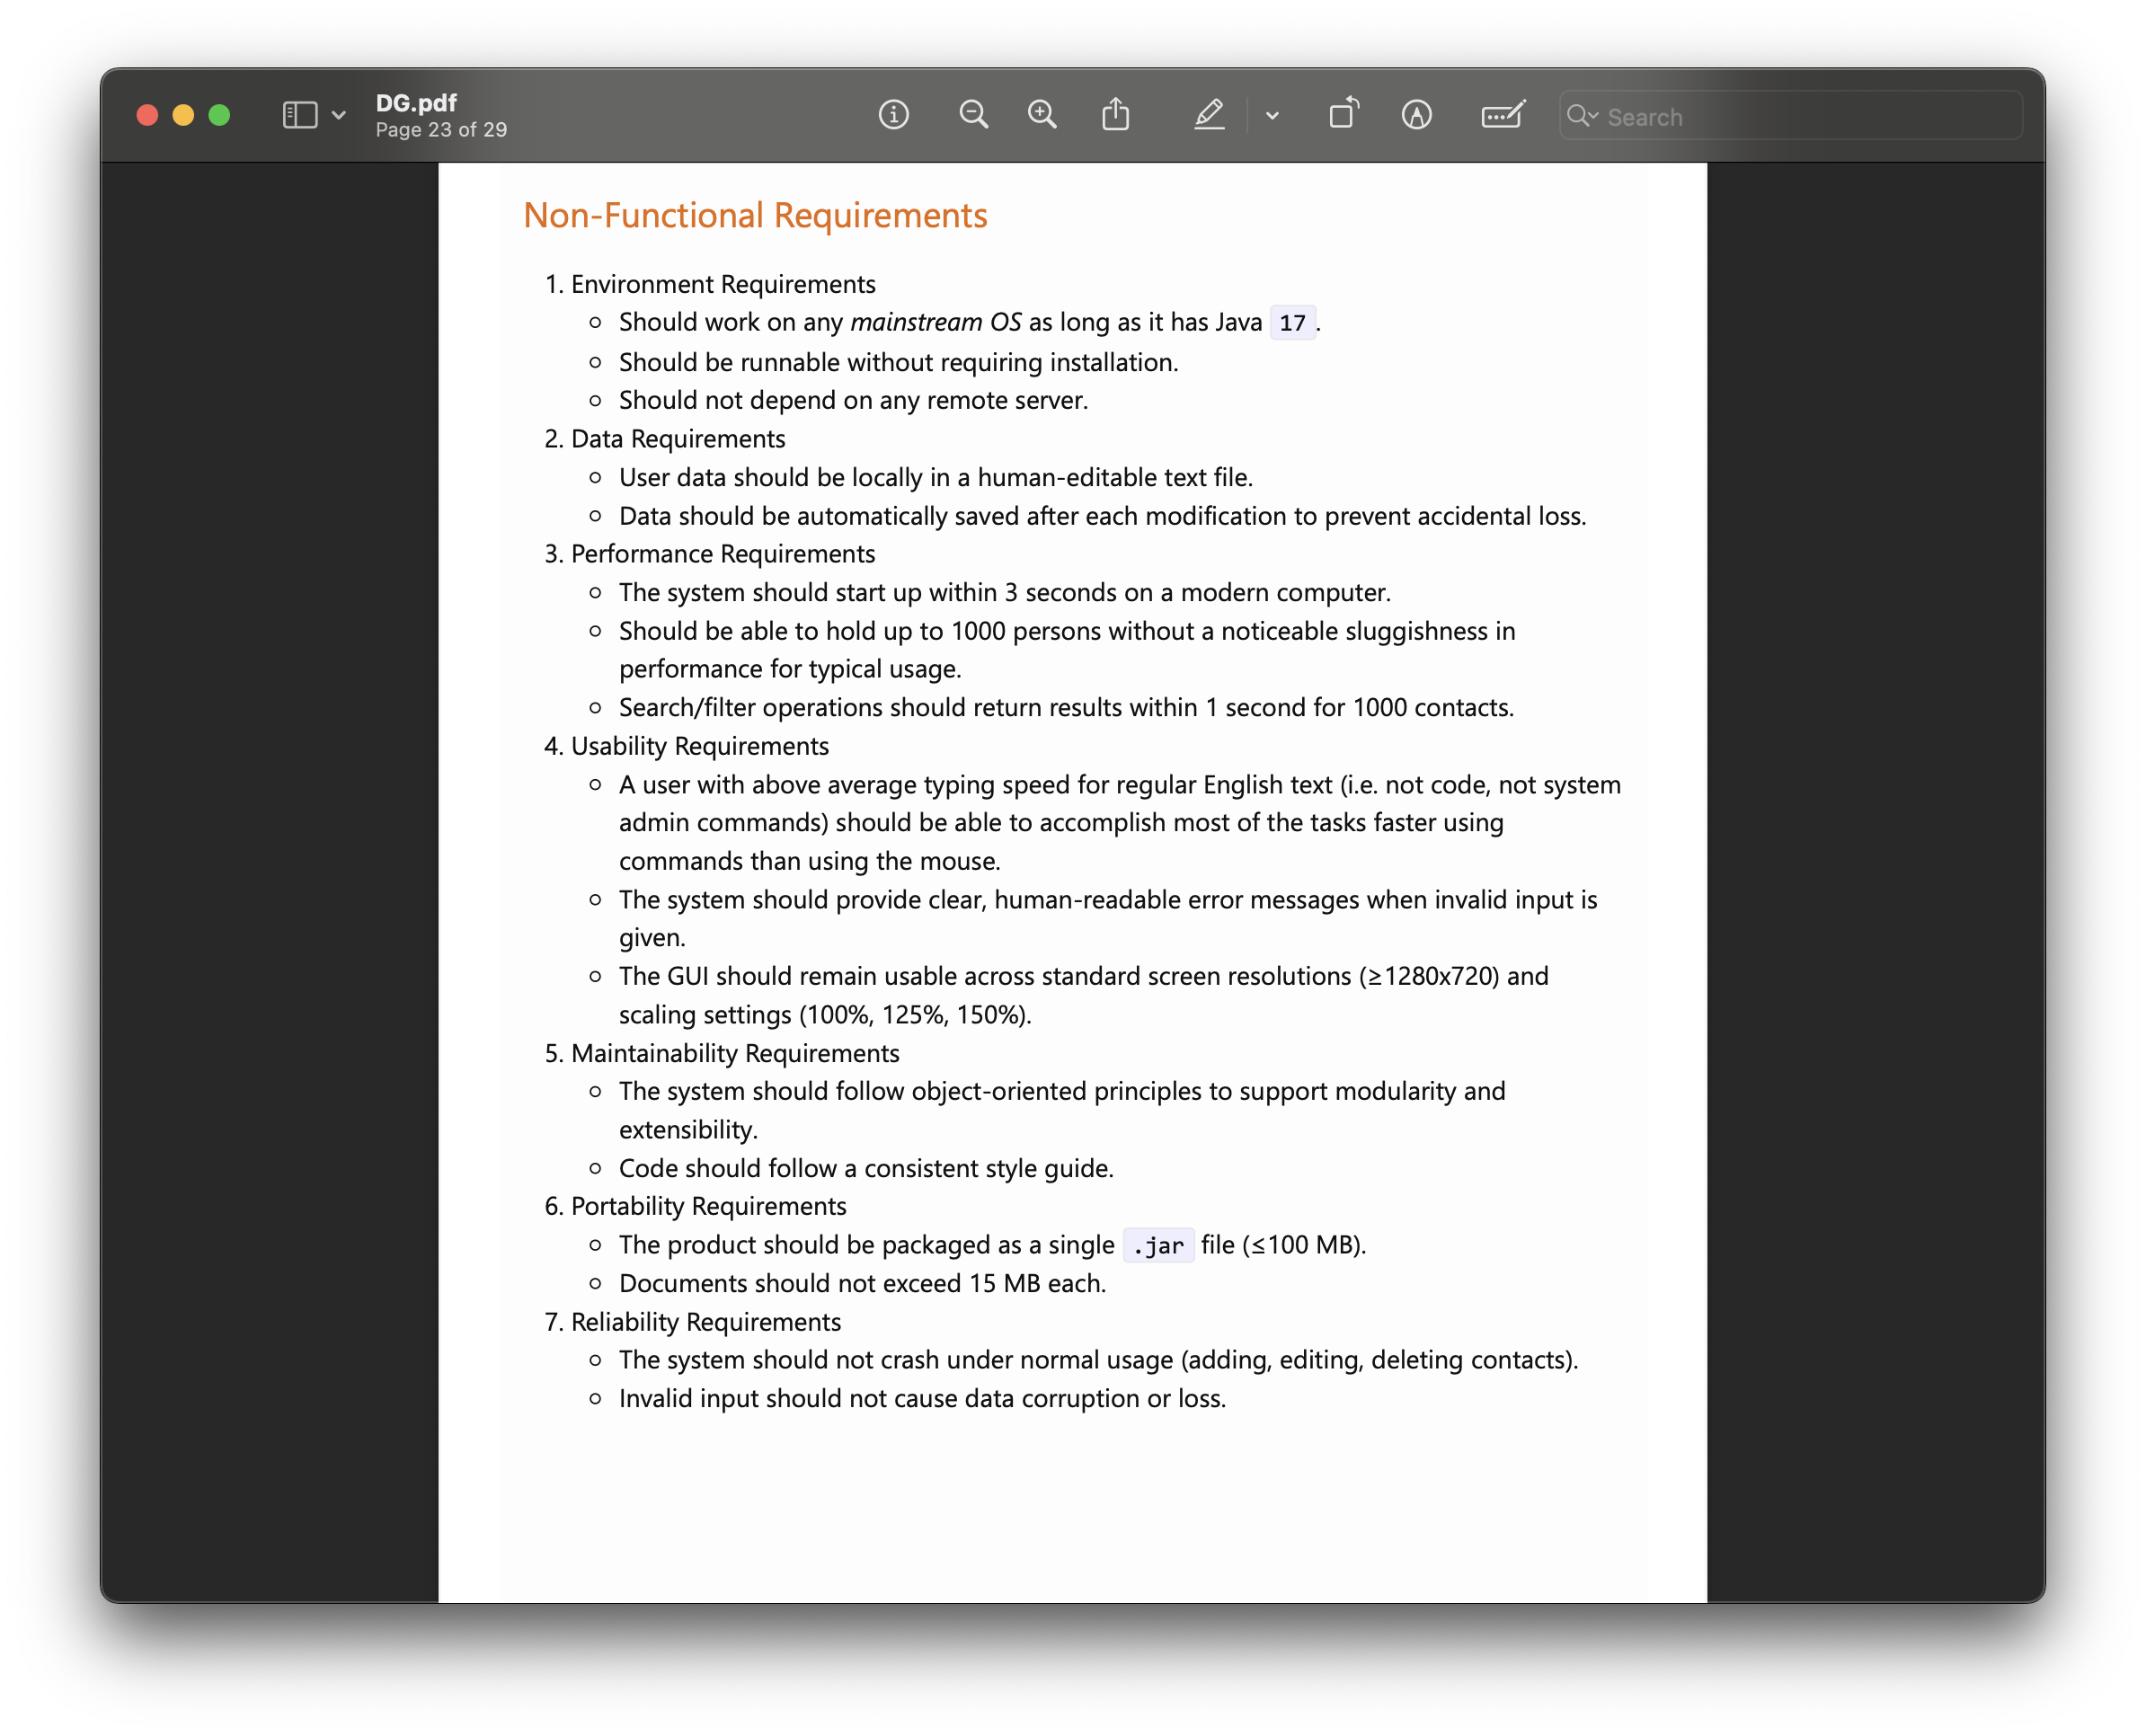 DG.pdf
Page 23 of 29
Search
Non-Functional Requirements
1. Environment Requirements
Should work on any mainstream OS as long as it has Java 17.
Should be runnable without requiring installation.
Should not depend on any remote server.
2. Data Requirements
User data should be locally in a human-editable text file.
Data should be automatically saved after each modification to prevent accidental loss.
3. Performance Requirements
The system should start up within 3 seconds on a modern computer.
Should be able to hold up to 1000 persons without a noticeable sluggishness in
performance for typical usage.
Search/filter operations should return results within 1 second for 1000 contacts.
4. Usability Requirements
A user with above average typing speed for regular English text (i.e. not code, not system
admin commands) should be able to accomplish most of the tasks faster using
commands than using the mouse.
The system should provide clear, human-readable error messages when invalid input is
given.
The GUI should remain usable across standard screen resolutions (≥1280x720) and
scaling settings (100%, 125%, 150%).
5. Maintainability Requirements
The system should follow object-oriented principles to support modularity and
extensibility.
Code should follow a consistent style guide.
6. Portability Requirements
The product should be packaged as a single .jar file (≤100 MB).
Documents should not exceed 15 MB each.
7. Reliability Requirements
The system should not crash under normal usage (adding, editing, deleting contacts).
Invalid input should not cause data corruption or loss.